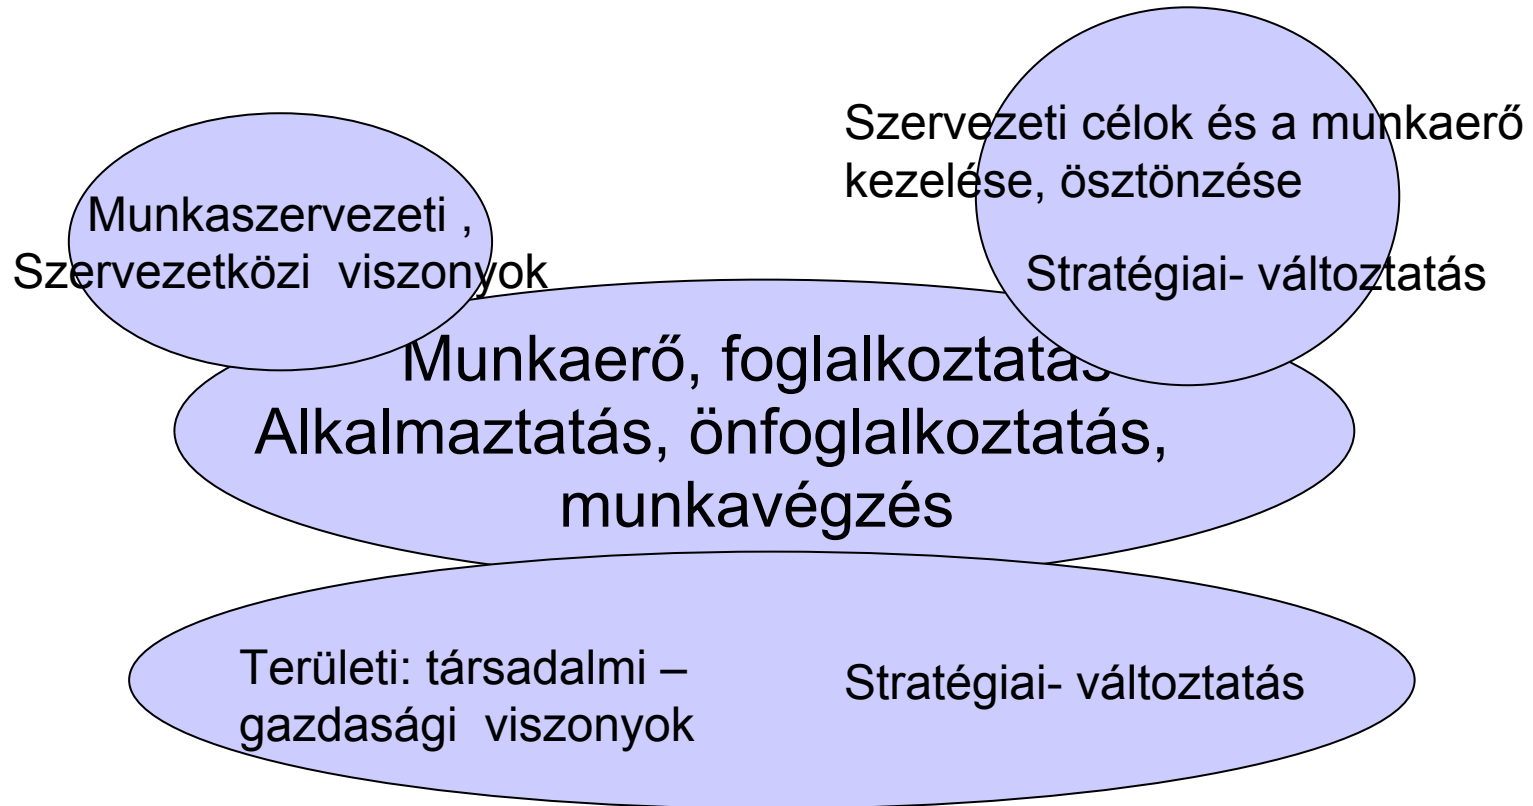 Szervezeti célok és a munkaerő
kezelése, ösztönzése
Stratégiai- változtatás
Munkaszervezeti ,
Szervezetközi viszonyok
Munkaerő, foglalkoztatás
Alkalmaztatás, önfoglalkoztatás,
munkavégzés
Területi: társadalmi –
gazdasági viszonyok
Stratégiai- változtatás